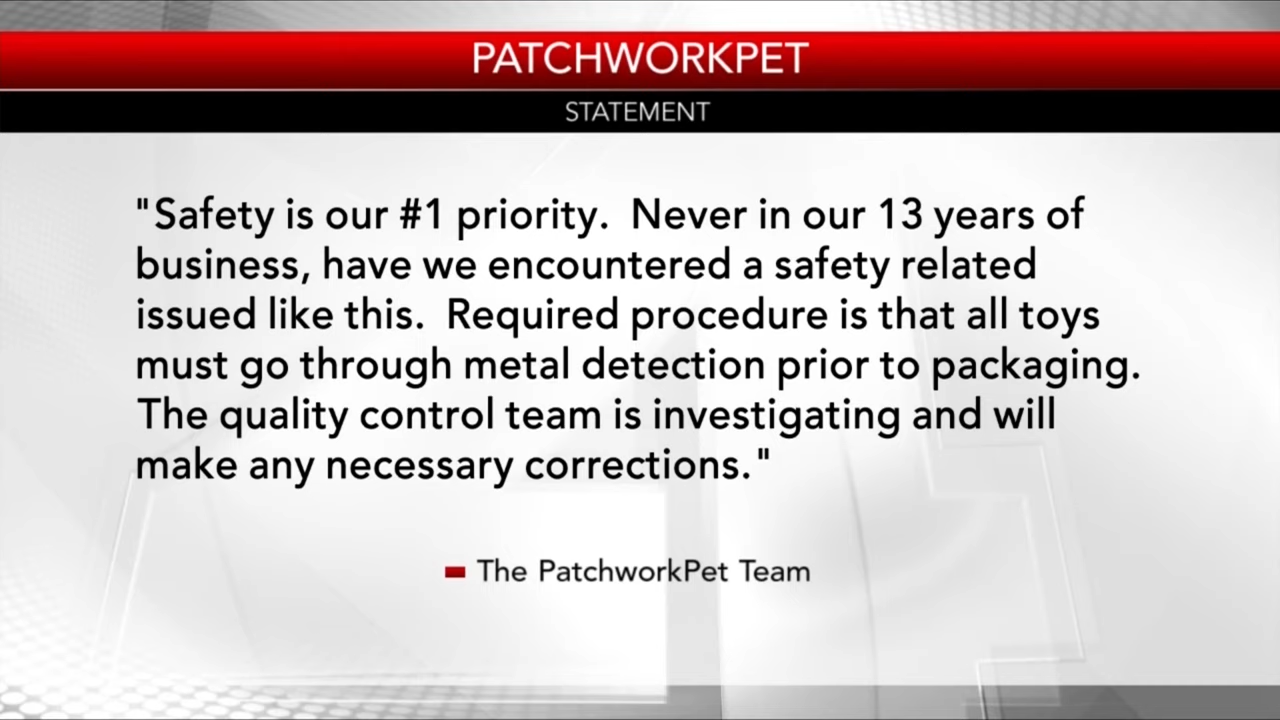 PATCHWORKPET
STATEMENT
"Safety is our #1 priority.  Never in our 13 years of
business, have we encountered a safety related
issued like this.  Required procedure is that all toys
must go through metal detection prior to packaging.
The quality control team is investigating and will
make any necessary corrections."
The PatchworkPet Team